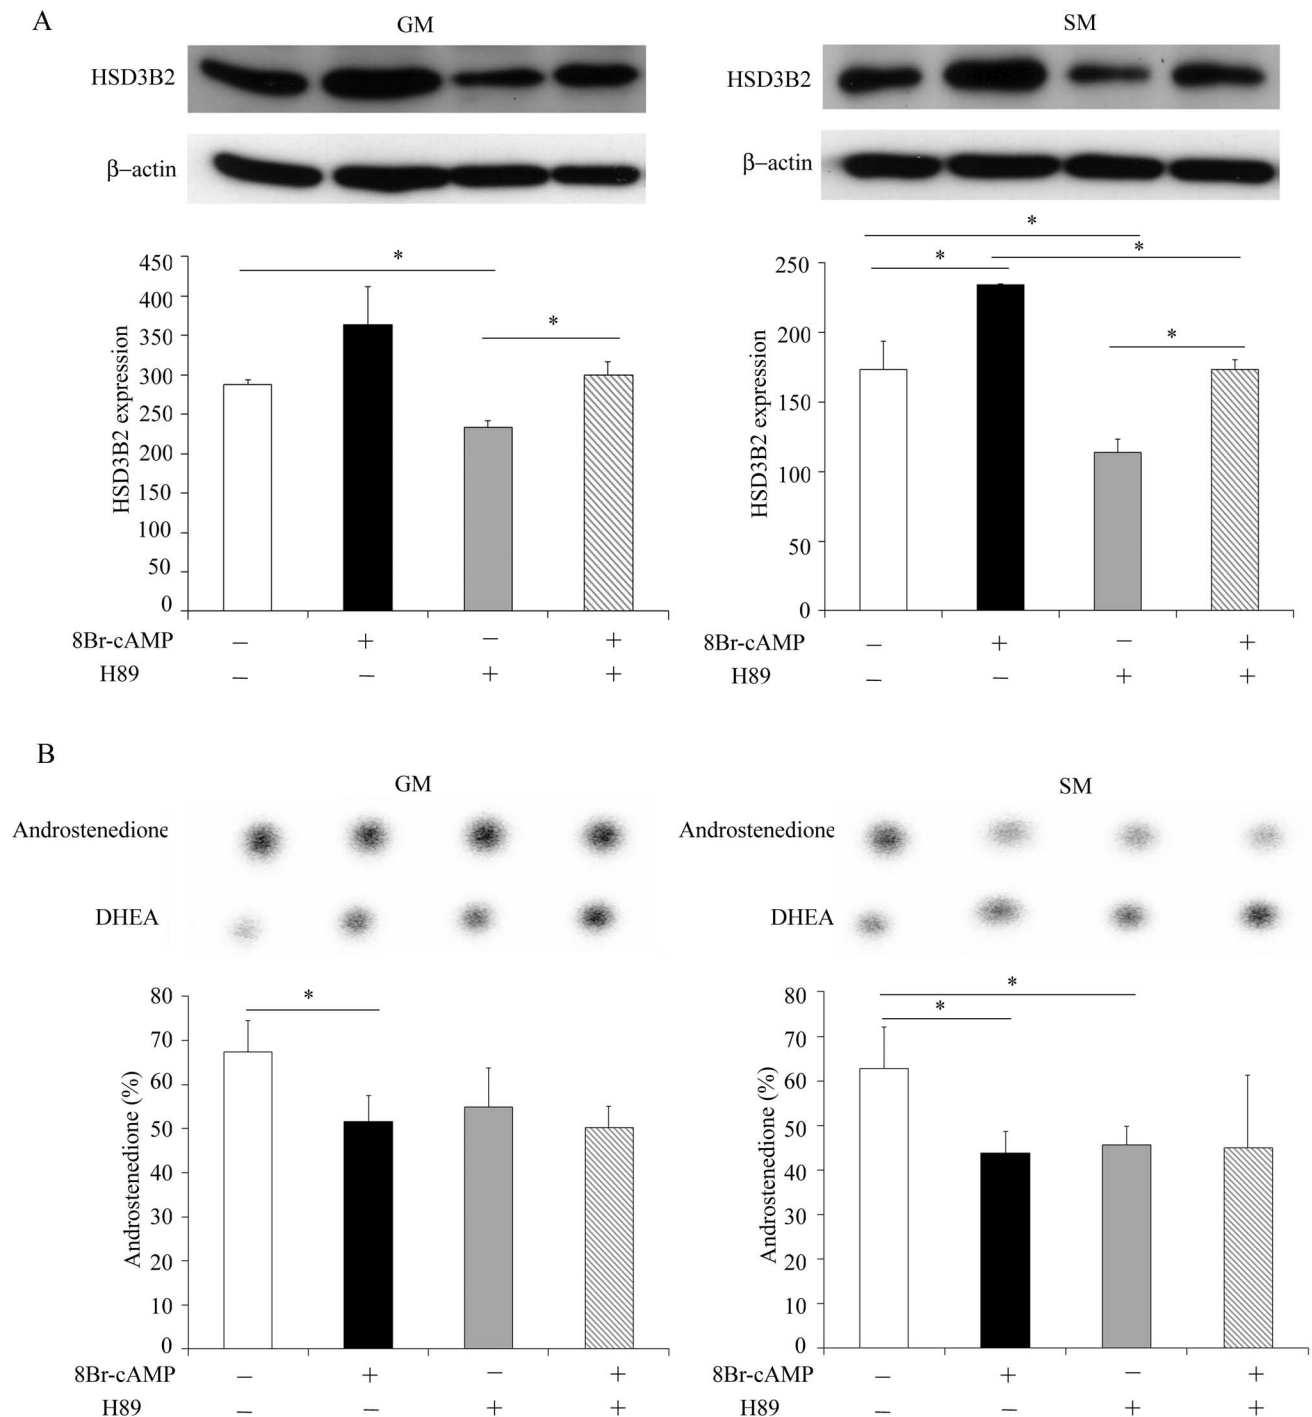 A
GM
HSD3B2
β−actin
*
*
HSD3B2 expression
450
400
350
300
250
200
150
100
50
0
8Br-cAMP − + − +
H89 − − + +
SM
HSD3B2
β−actin
*
*
*
*
HSD3B2 expression
250
200
150
100
50
0
8Br-cAMP − + − +
H89 − − + +
B
GM
Androstenedione
DHEA
*
Androstenedione (%)
80
70
60
50
40
30
20
10
0
8Br-cAMP − + − +
H89 − − + +
SM
Androstenedione
DHEA
*
*
Androstenedione (%)
80
70
60
50
40
30
20
10
0
8Br-cAMP − + − +
H89 − − + +